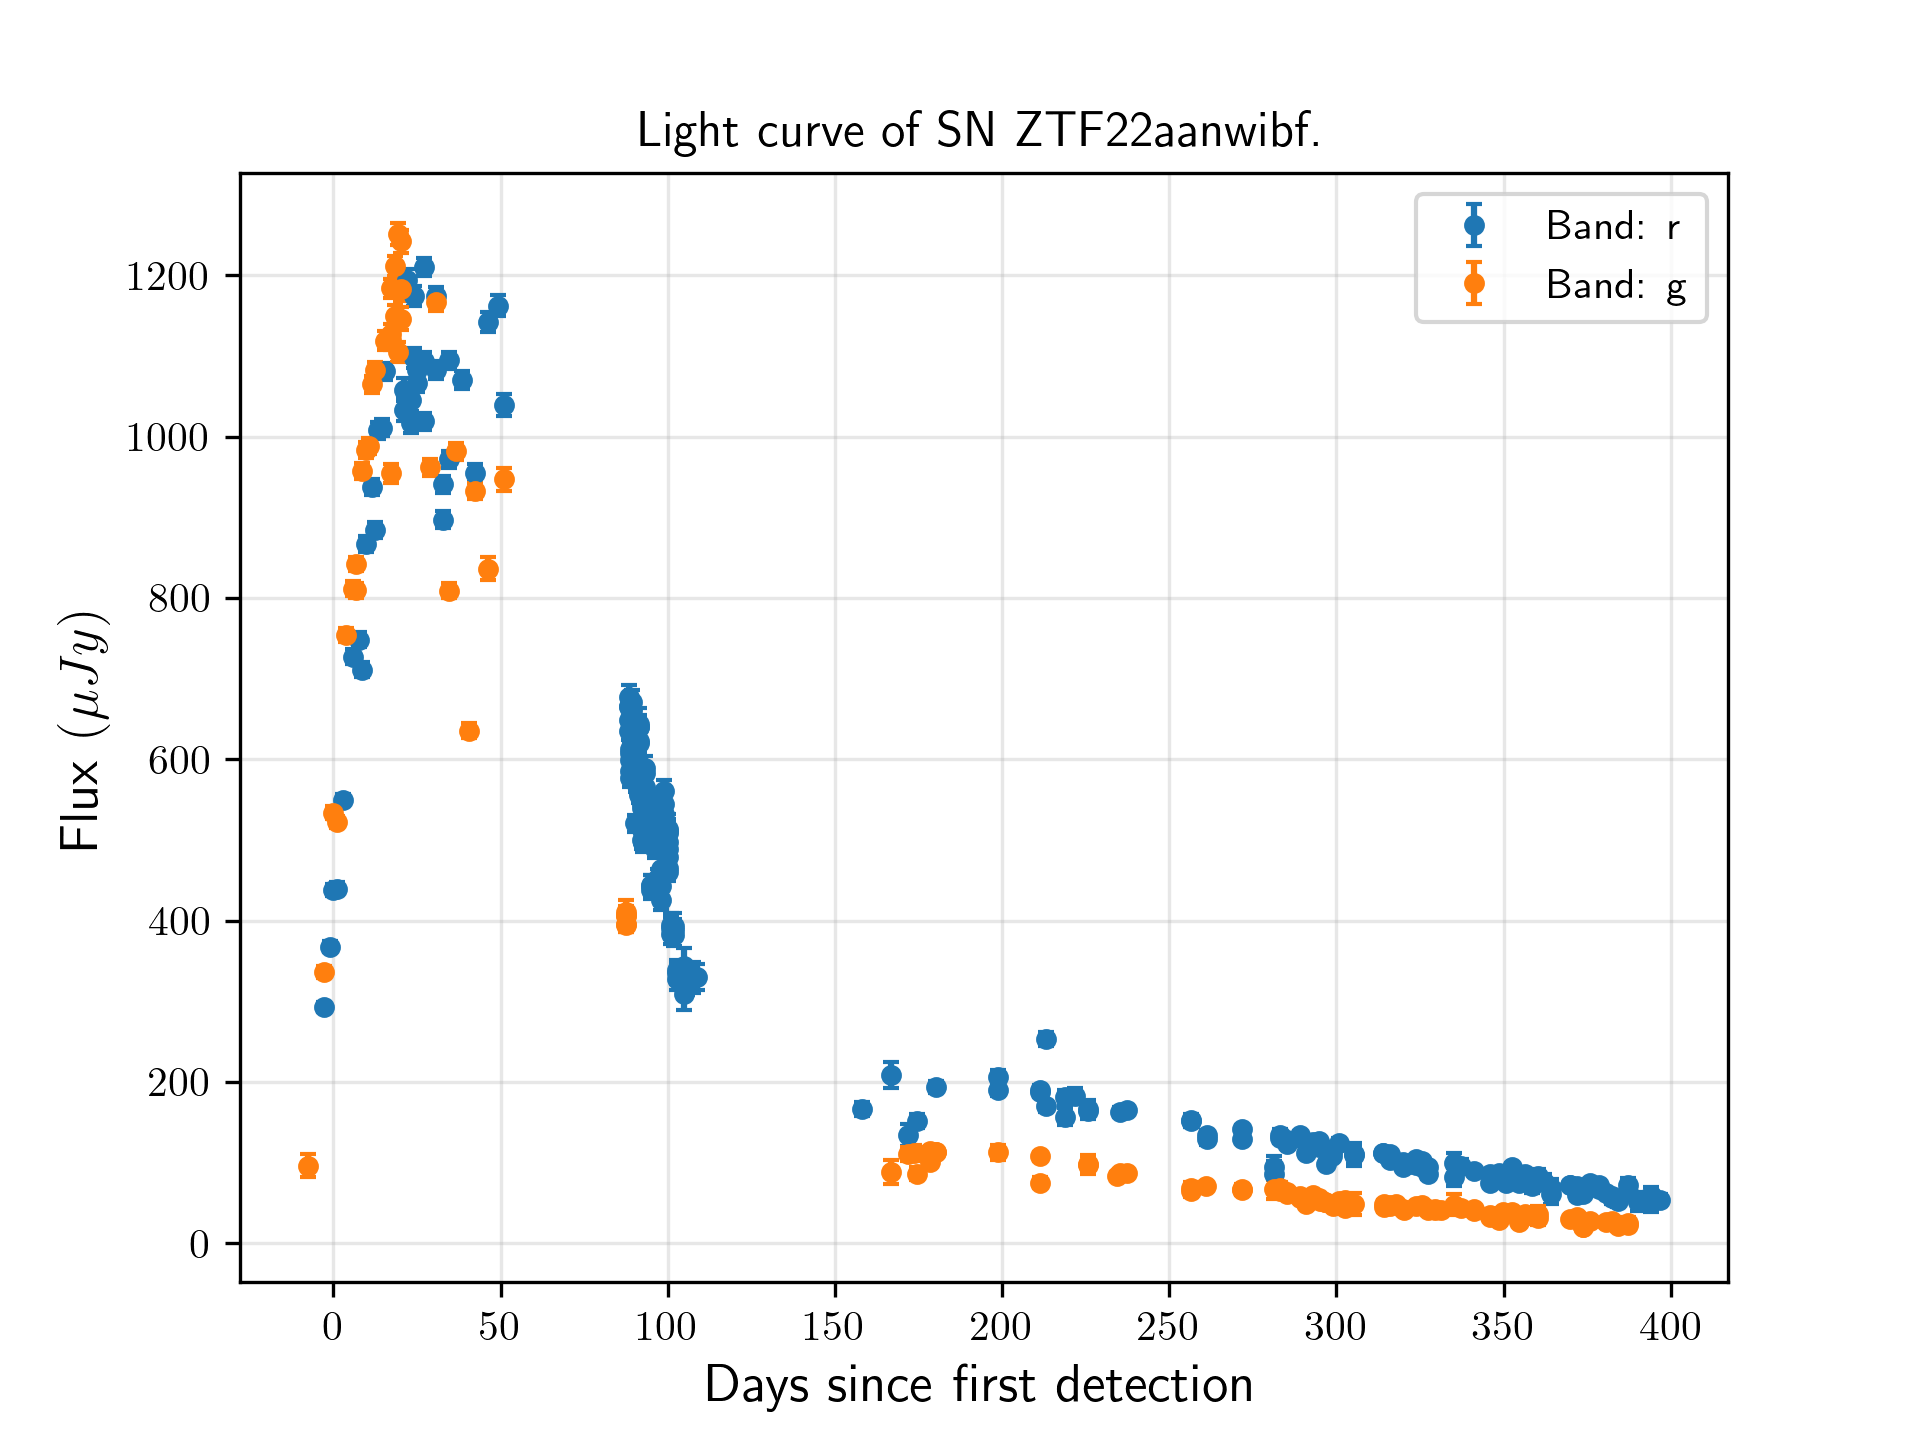 Light curve of SN ZTF22aanwibf.
Band: r
Band: g
Flux (μJy)
1200
1000
800
600
400
200
0
0 50 100 150 200 250 300 350 400
Days since first detection